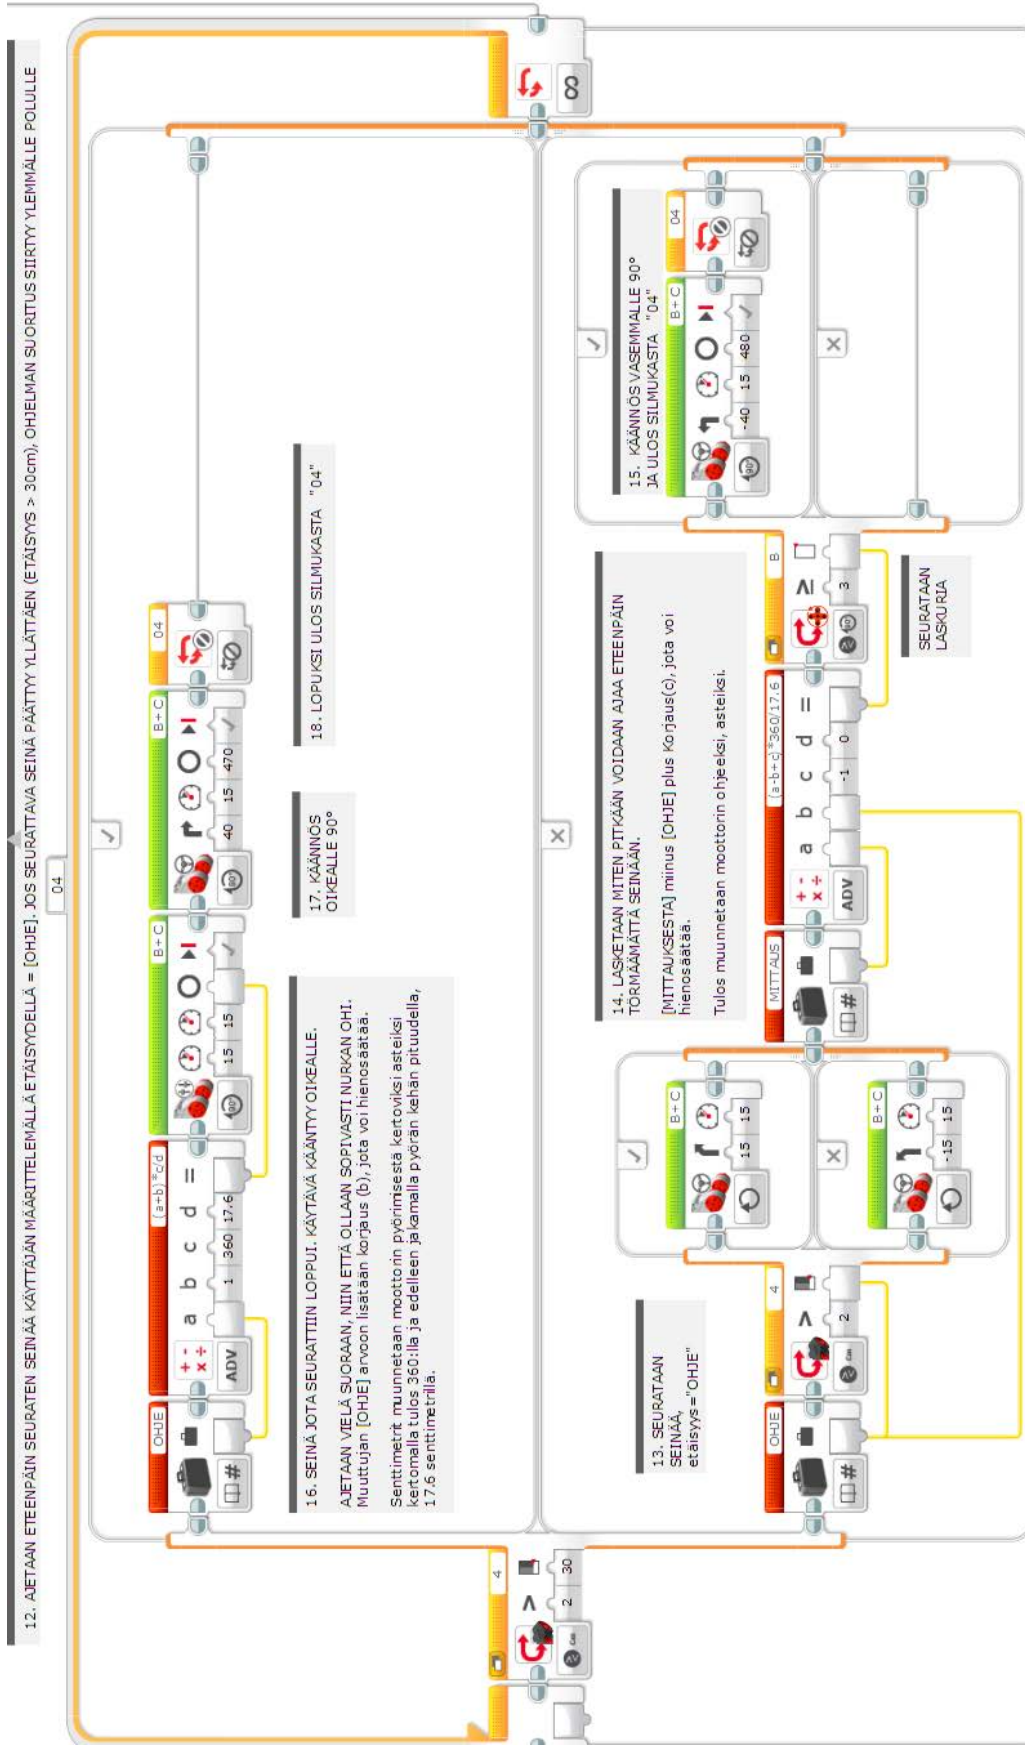 12. AJETAAN ETEENPÄIN SEURATEN SEINÄÄ KÄYTTÄJÄN MÄÄRITTELEMÄLLÄ ETÄISYYDELLÄ = [OHJE]. JOS SEURATTAVA SEINÄ PÄÄTTYY YLLÄTTÄEN (ETÄISYYS > 30cm), OHJELMAN SUORITUS SIIRTYY YLEMMÄLLE POLULLE
04
4
> 2 30
OHJE
(a+b)*c/d
a b c d =
ADV 1 360 17.6
B+C
15 15
B+C
40 15 470
04
16. SEINÄ JOTA SEURATTIIN LOPPUI. KÄYTÄVÄ KÄÄNTYY OIKEALLE.
AJETAAN VIELÄ SUORAAN, NIIN ETTÄ OLLAAN SOPIVASTI NURKAN OHI.
Muuttujan [OHJE] arvoon lisätään korjaus (b), jota voi hienosäätää.
Senttimetrit muunnetaan moottorin pyörimisestä kertoviksi asteiksi
kertomalla tulos 360:lla ja edelleen jakamalla pyörän kehän pituudella,
17.6 senttimetrillä.
17. KÄÄNNÖS
OIKEALLE 90°
18. LOPUKSI ULOS SILMUKASTA "04"
13. SEURATAAN
SEINÄÄ,
etäisyys="OHJE"
OHJE
4
> 2
B+C
15 15
B+C
-15 15
14. LASKETAAN MITEN PITKÄÄN VOIDAAN AJAA ETEENPÄIN
TÖRMÄÄMÄTTÄ SEINÄÄN.
[MITTAUKSESTA] miinus [OHJE] plus Korjaus(c), jota voi
hienosäätää.
Tulos muunnetaan moottorin ohjeeksi, asteiksi.
MITTAUS
(a-b+c)*360/17.6
a b c d =
ADV -1 0
B
≥ 3
SEURATAAN
LASKURIA
15. KÄÄNNÖS VASEMMALLE 90°
JA ULOS SILMUKASTA "04"
B+C
-40 15 480
04